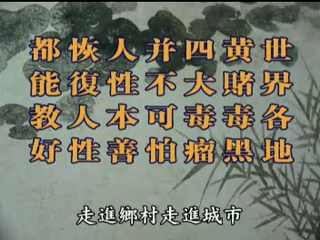 世界各地
黄賭毒黑
四大毒瘤
并不可怕
人性本善
恢復人性
都能教好
走進鄉村走進城市